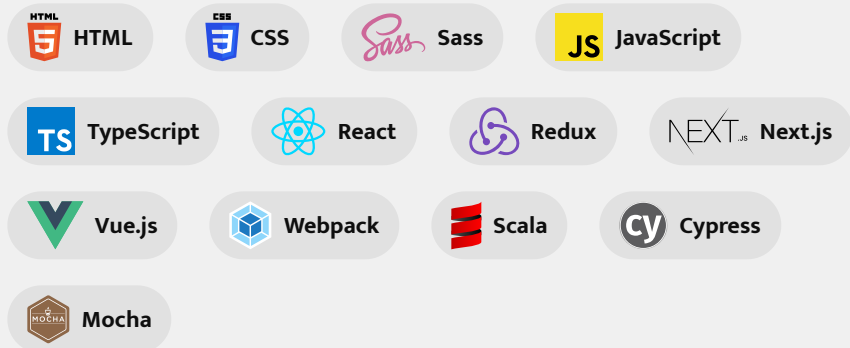 HTML HTML CSS CSS Sass Sass JS JavaScript
TS TypeScript React Redux NEXT.JS Next.js
Vue.js Webpack Scala cy Cypress
MOCHA Mocha